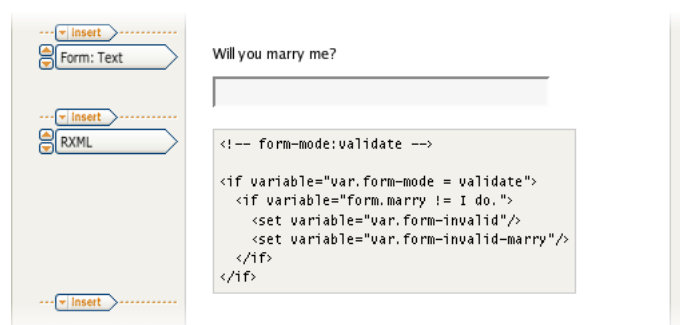 Insert
Form: Text
Will you marry me?
Insert
RXML
<!-- form-mode:validate -->
<if variable="var.form-mode = validate">
<if variable="form.marry != I do.">
<set variable="var.form-invalid"/>
<set variable="var.form-invalid-marry"/>
</if>
</if>
Insert